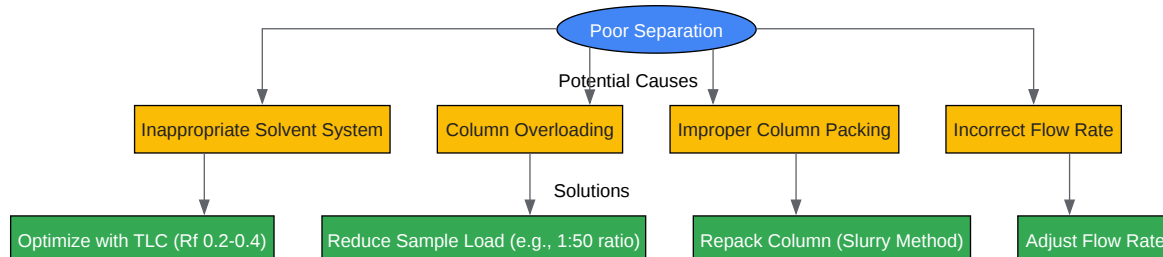 Poor Separation
Potential Causes
Inappropriate Solvent System
Column Overloading
Improper Column Packing
Incorrect Flow Rate
Solutions
Optimize with TLC (Rf 0.2-0.4)
Reduce Sample Load (e.g., 1:50 ratio)
Repack Column (Slurry Method)
Adjust Flow Rate